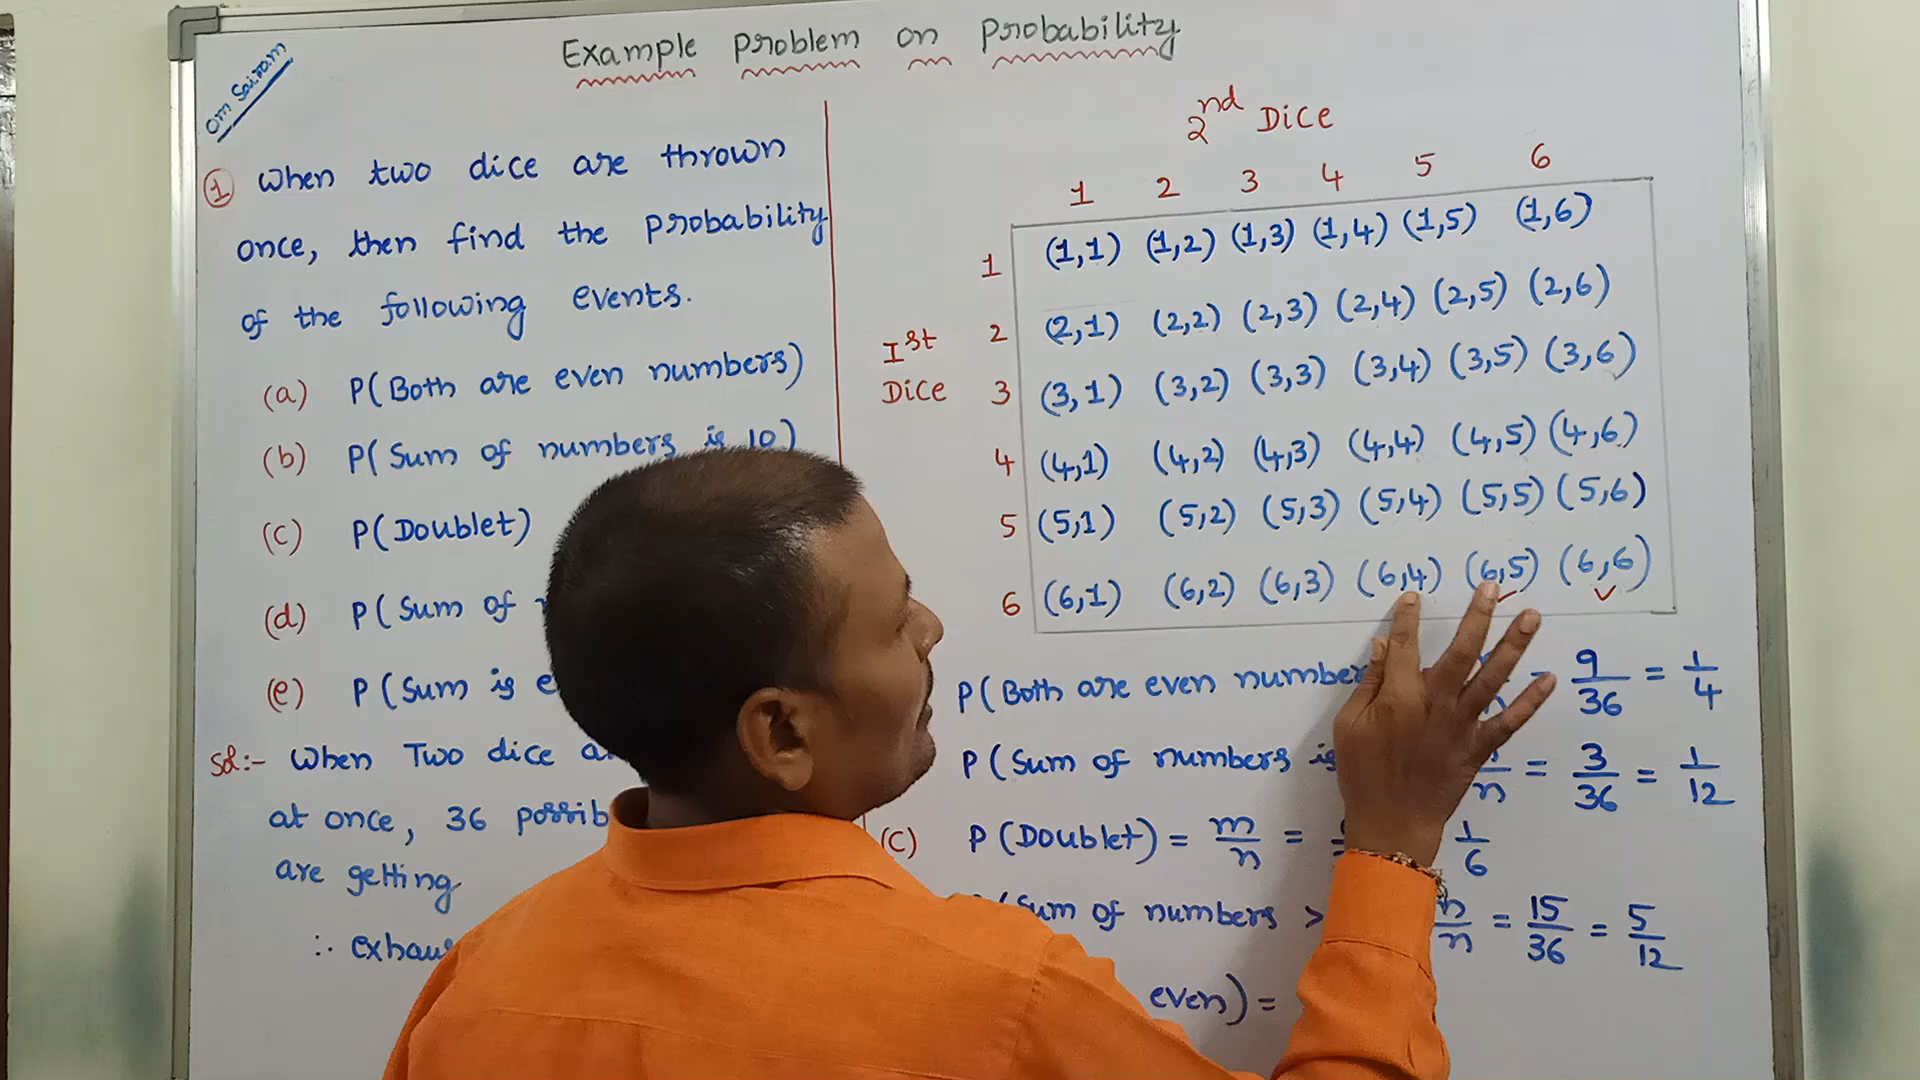 Example Problem on Probability
Om Sairam
1 When two dice are thrown
once, then find the probability
of the following events.
(a) P(Both are even numbers)
(b) P(Sum of numbers is 10)
(c) P(Doublet)
(d) P(Sum of
(e) P(Sum is
Sol:- When Two dice
at once, 36
are getting
∴
2nd Dice
1 2 3 4 5 6
Ist Dice
1 (1,1) (1,2) (1,3) (1,4) (1,5) (1,6)
2 (2,1) (2,2) (2,3) (2,4) (2,5) (2,6)
3 (3,1) (3,2) (3,3) (3,4) (3,5) (3,6)
4 (4,1) (4,2) (4,3) (4,4) (4,5) (4,6)
5 (5,1) (5,2) (5,3) (5,4) (5,5) (5,6)
6 (6,1) (6,2) (6,3) (6,4) (6,5) (6,6)
P(Both are even = 9/36 = 1/4
P(Sum of numbers is = 3/36 = 1/12
(C) P(Doublet) = m/n = 1/6
of numbers > = 15/36 = 5/12
even) =